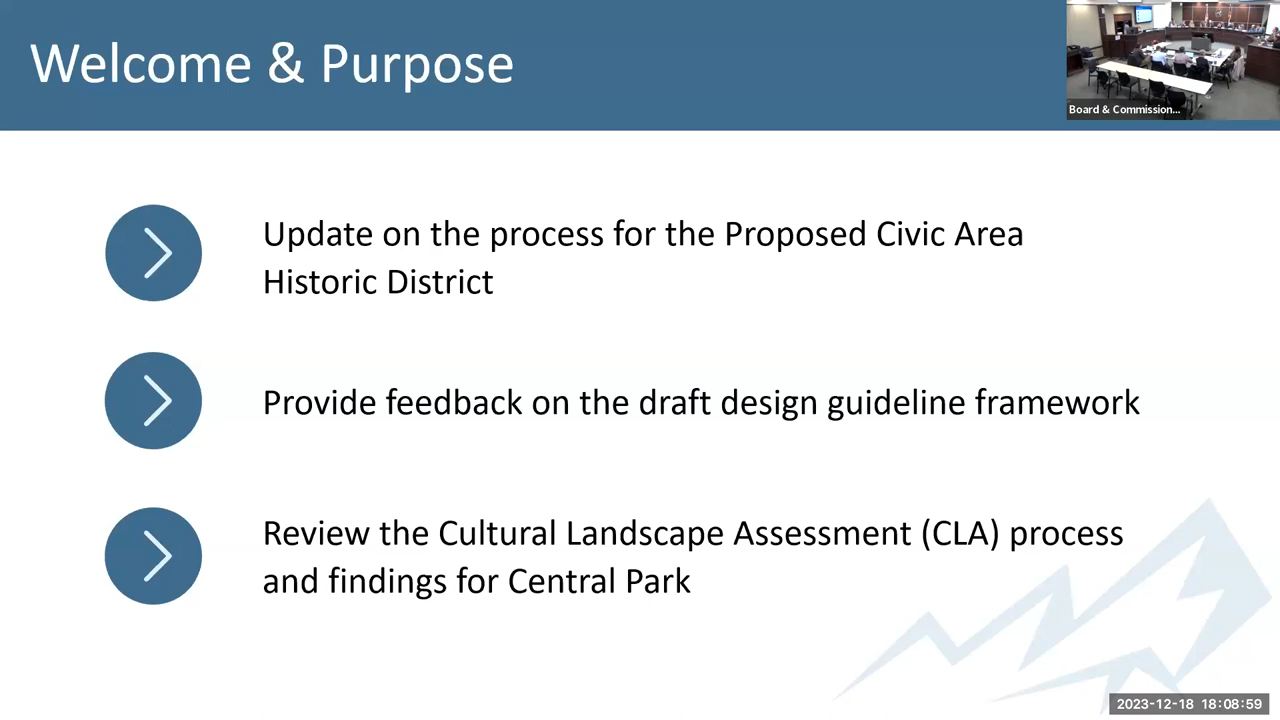 Welcome & Purpose
Board & Commission...
Update on the process for the Proposed Civic Area
Historic District
Provide feedback on the draft design guideline framework
Review the Cultural Landscape Assessment (CLA) process
and findings for Central Park
2023-12-18 18:08:59